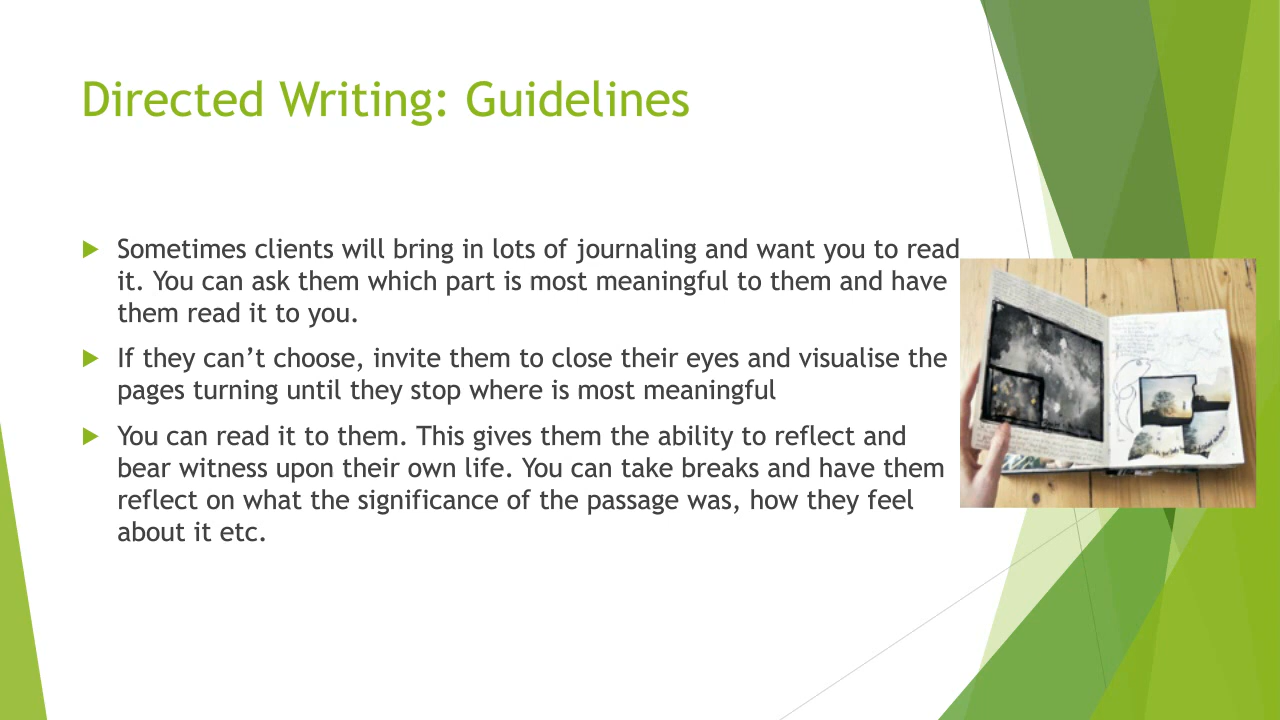 Directed Writing: Guidelines
Sometimes clients will bring in lots of journaling and want you to read
it. You can ask them which part is most meaningful to them and have
them read it to you.
If they can’t choose, invite them to close their eyes and visualise the
pages turning until they stop where is most meaningful
You can read it to them. This gives them the ability to reflect and
bear witness upon their own life. You can take breaks and have them
reflect on what the significance of the passage was, how they feel
about it etc.